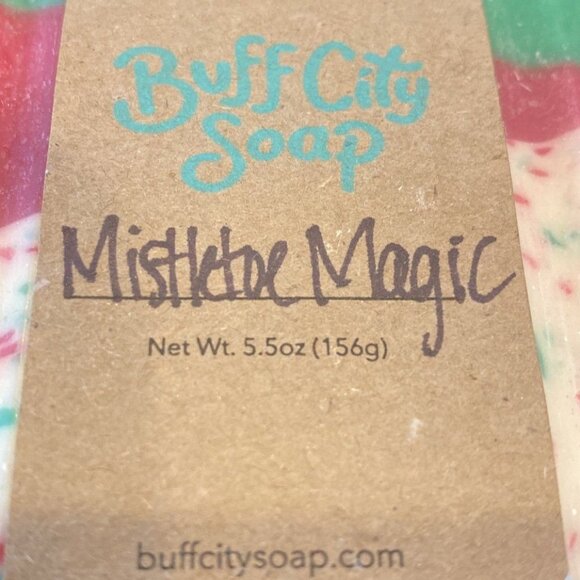 Buff City
Soap
Mistletoe Magic
Net Wt. 5.5oz (156g)
buffcitysoap.com